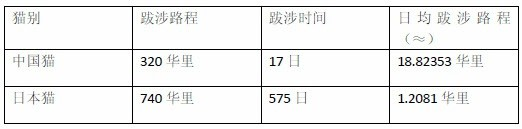 猫别 跋涉路程 跋涉时间 日均跋涉路程
（≈）
中国猫 320 华里 17 日 18.82353 华里
日本猫 740 华里 575 日 1.2081 华里